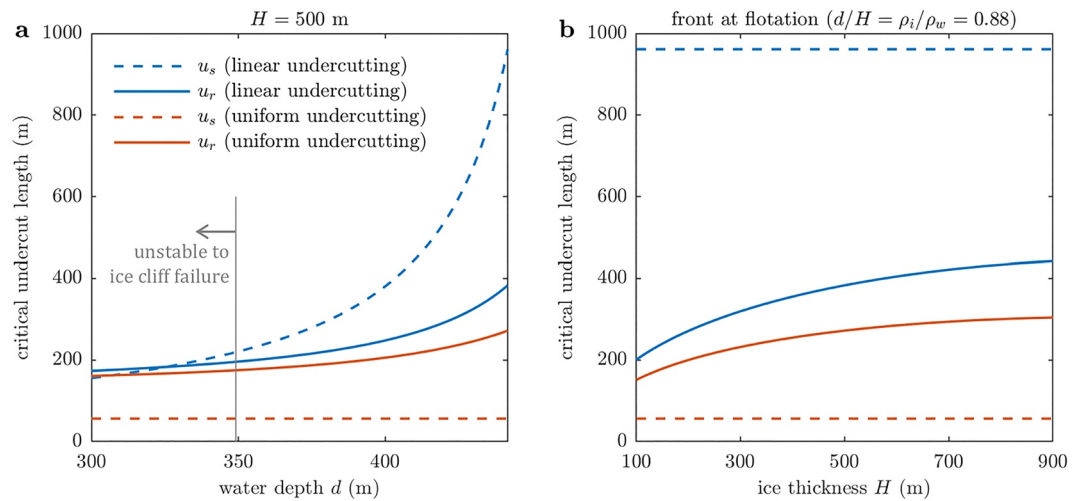 a
H = 500 m
1000
800
600
400
200
0
critical undercut length (m)
u_s (linear undercutting)
u_r (linear undercutting)
u_s (uniform undercutting)
u_r (uniform undercutting)
unstable to
ice cliff failure
300
350
400
water depth d (m)
b
front at flotation (d/H = ρ_i/ρ_w = 0.88)
1000
800
600
400
200
0
critical undercut length (m)
100
300
500
700
900
ice thickness H (m)